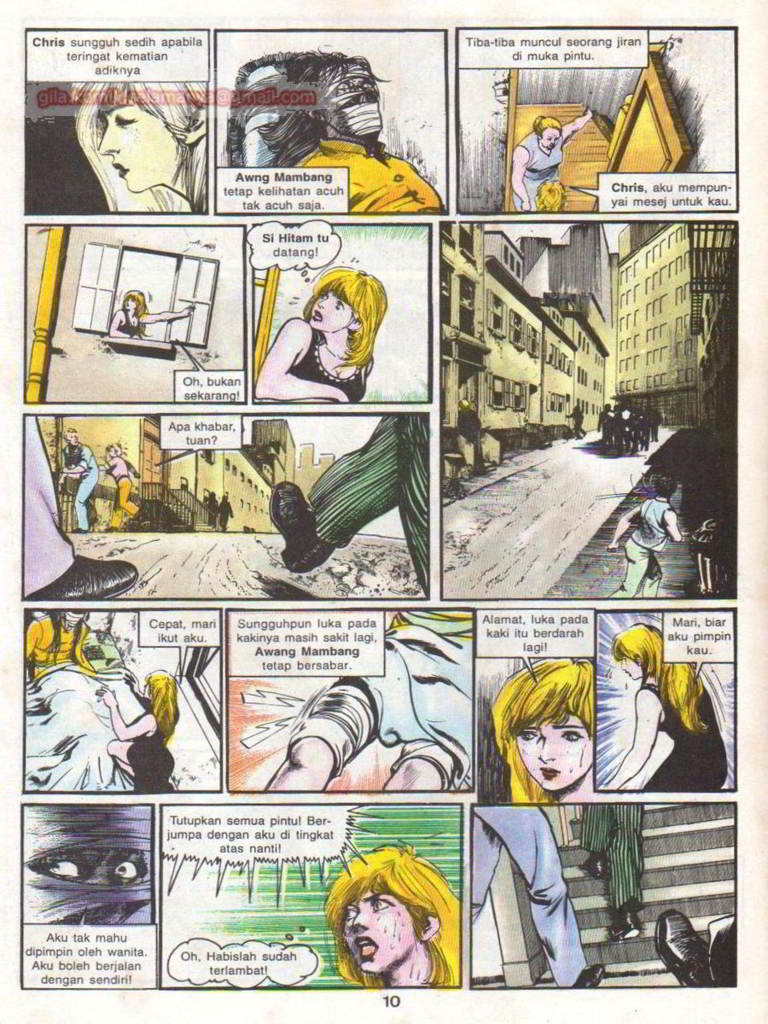 Chris sungguh sedih apabila
teringat kematian
adiknya
Awng Mambang
tetap kelihatan acuh
tak acuh saja.
Tiba-tiba muncul seorang jiran
di muka pintu.
Chris, aku mempun-
yai mesej untuk kau.
Oh, bukan
sekarang!
Si Hitam tu
datang!
Apa khabar,
tuan?
Cepat, mari
ikut aku.
Sungguhpun luka pada
kakinya masih sakit lagi,
Awang Mambang
tetap bersabar.
Alamat, luka pada
kaki itu berdarah
lagi!
Mari, biar
aku pimpin
kau.
Aku tak mahu
dipimpin oleh wanita.
Aku boleh berjalan
dengan sendiri!
Tutupkan semua pintu! Ber-
jumpa dengan aku di tingkat
atas nanti!
Oh, Habislah sudah
terlambat!
10